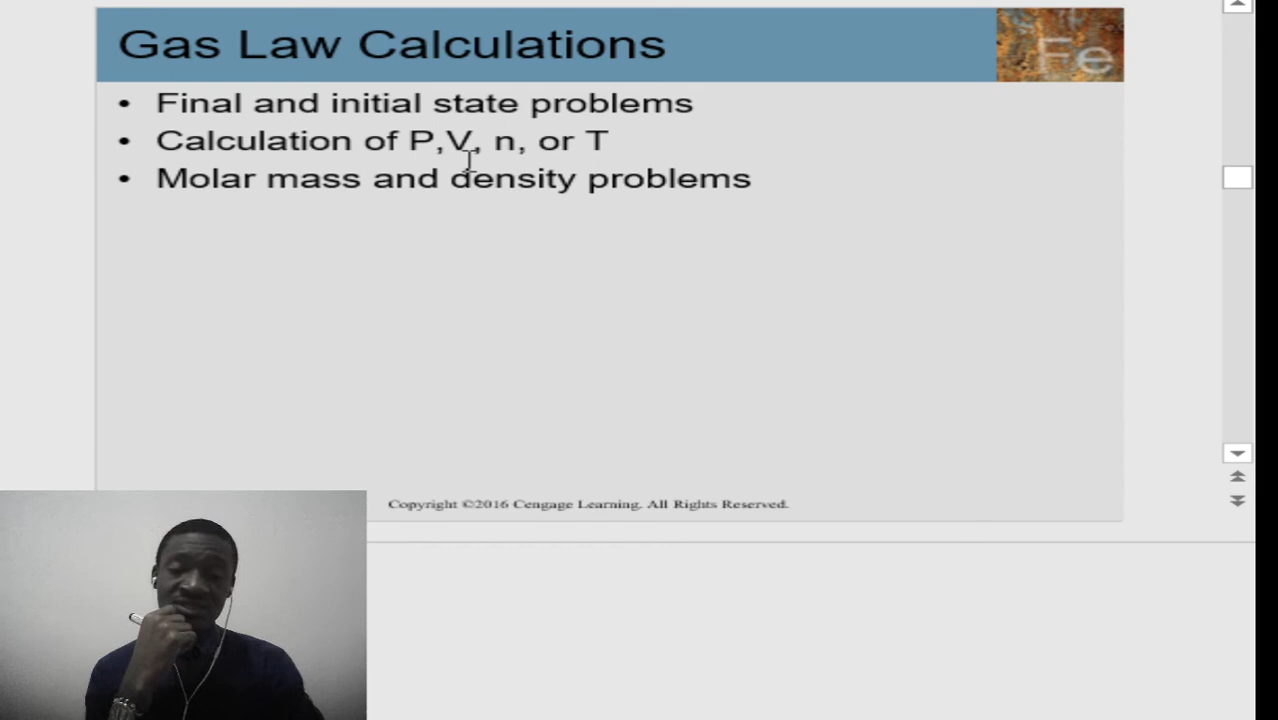 Gas Law Calculations
Fe
• Final and initial state problems
• Calculation of P,V, n, or T
• Molar mass and density problems
Copyright ©2016 Cengage Learning. All Rights Reserved.